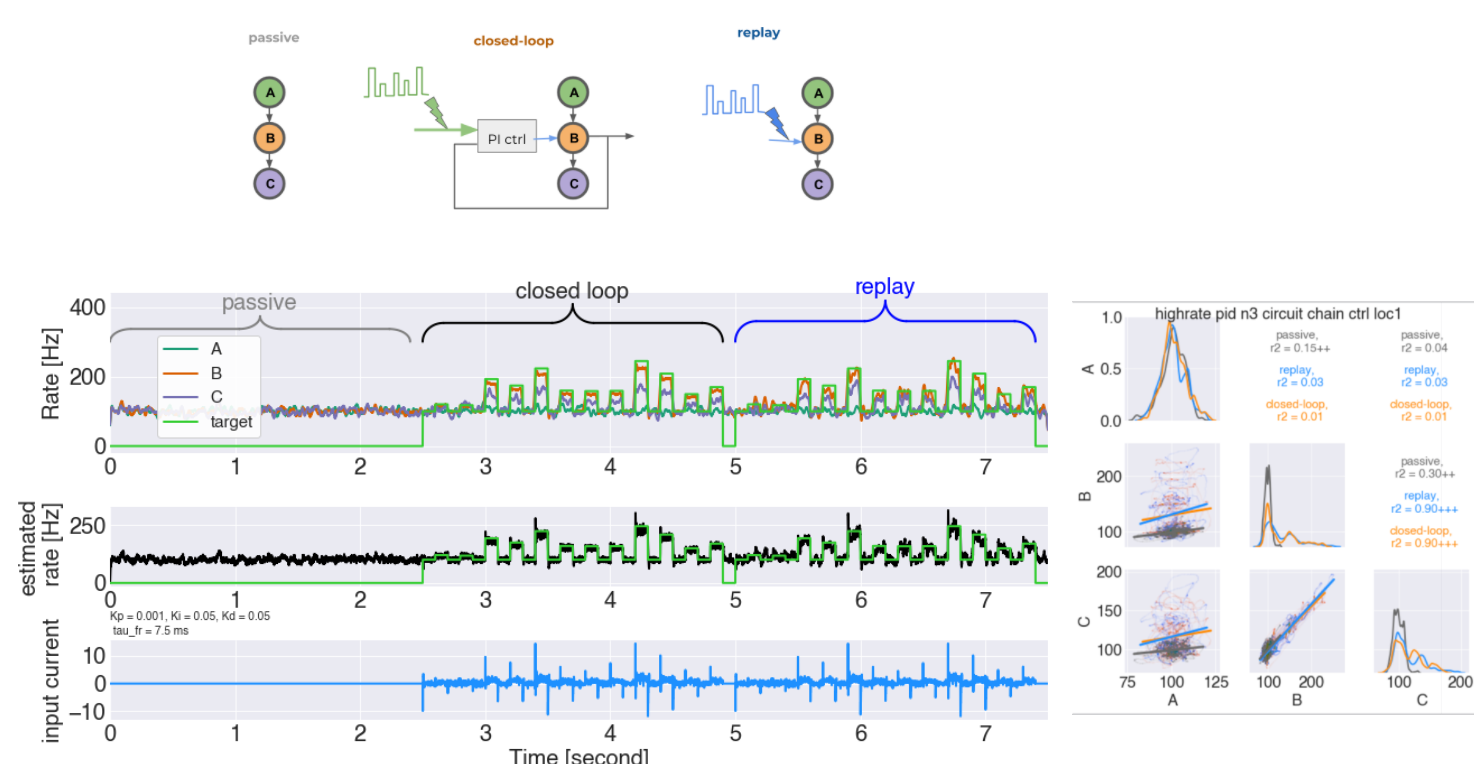 passive
closed-loop
replay
A
B
C
PI ctrl
A
B
C
A
B
C
passive
closed loop
replay
Rate [Hz]
400
200
0
A
B
C
target
0 1 2 3 4 5 6 7
estimated
rate [Hz]
250
0
0 1 2 3 4 5 6 7
Kp = 0.001, Ki = 0.05, Kd = 0.05
tau_fr = 7.5 ms
input current
10
0
−10
0 1 2 3 4 5 6 7
Time [second]
highrate pid n3 circuit chain ctrl loc1
A
1.0
0.5
0.0
passive,
r2 = 0.15++
replay,
r2 = 0.03
closed-loop,
r2 = 0.01
passive,
r2 = 0.04
replay,
r2 = 0.03
closed-loop,
r2 = 0.01
B
200
100
passive,
r2 = 0.30++
replay,
r2 = 0.90+++
closed-loop,
r2 = 0.90+++
C
200
150
100
75 100 125
A
100 200
B
100 200
C